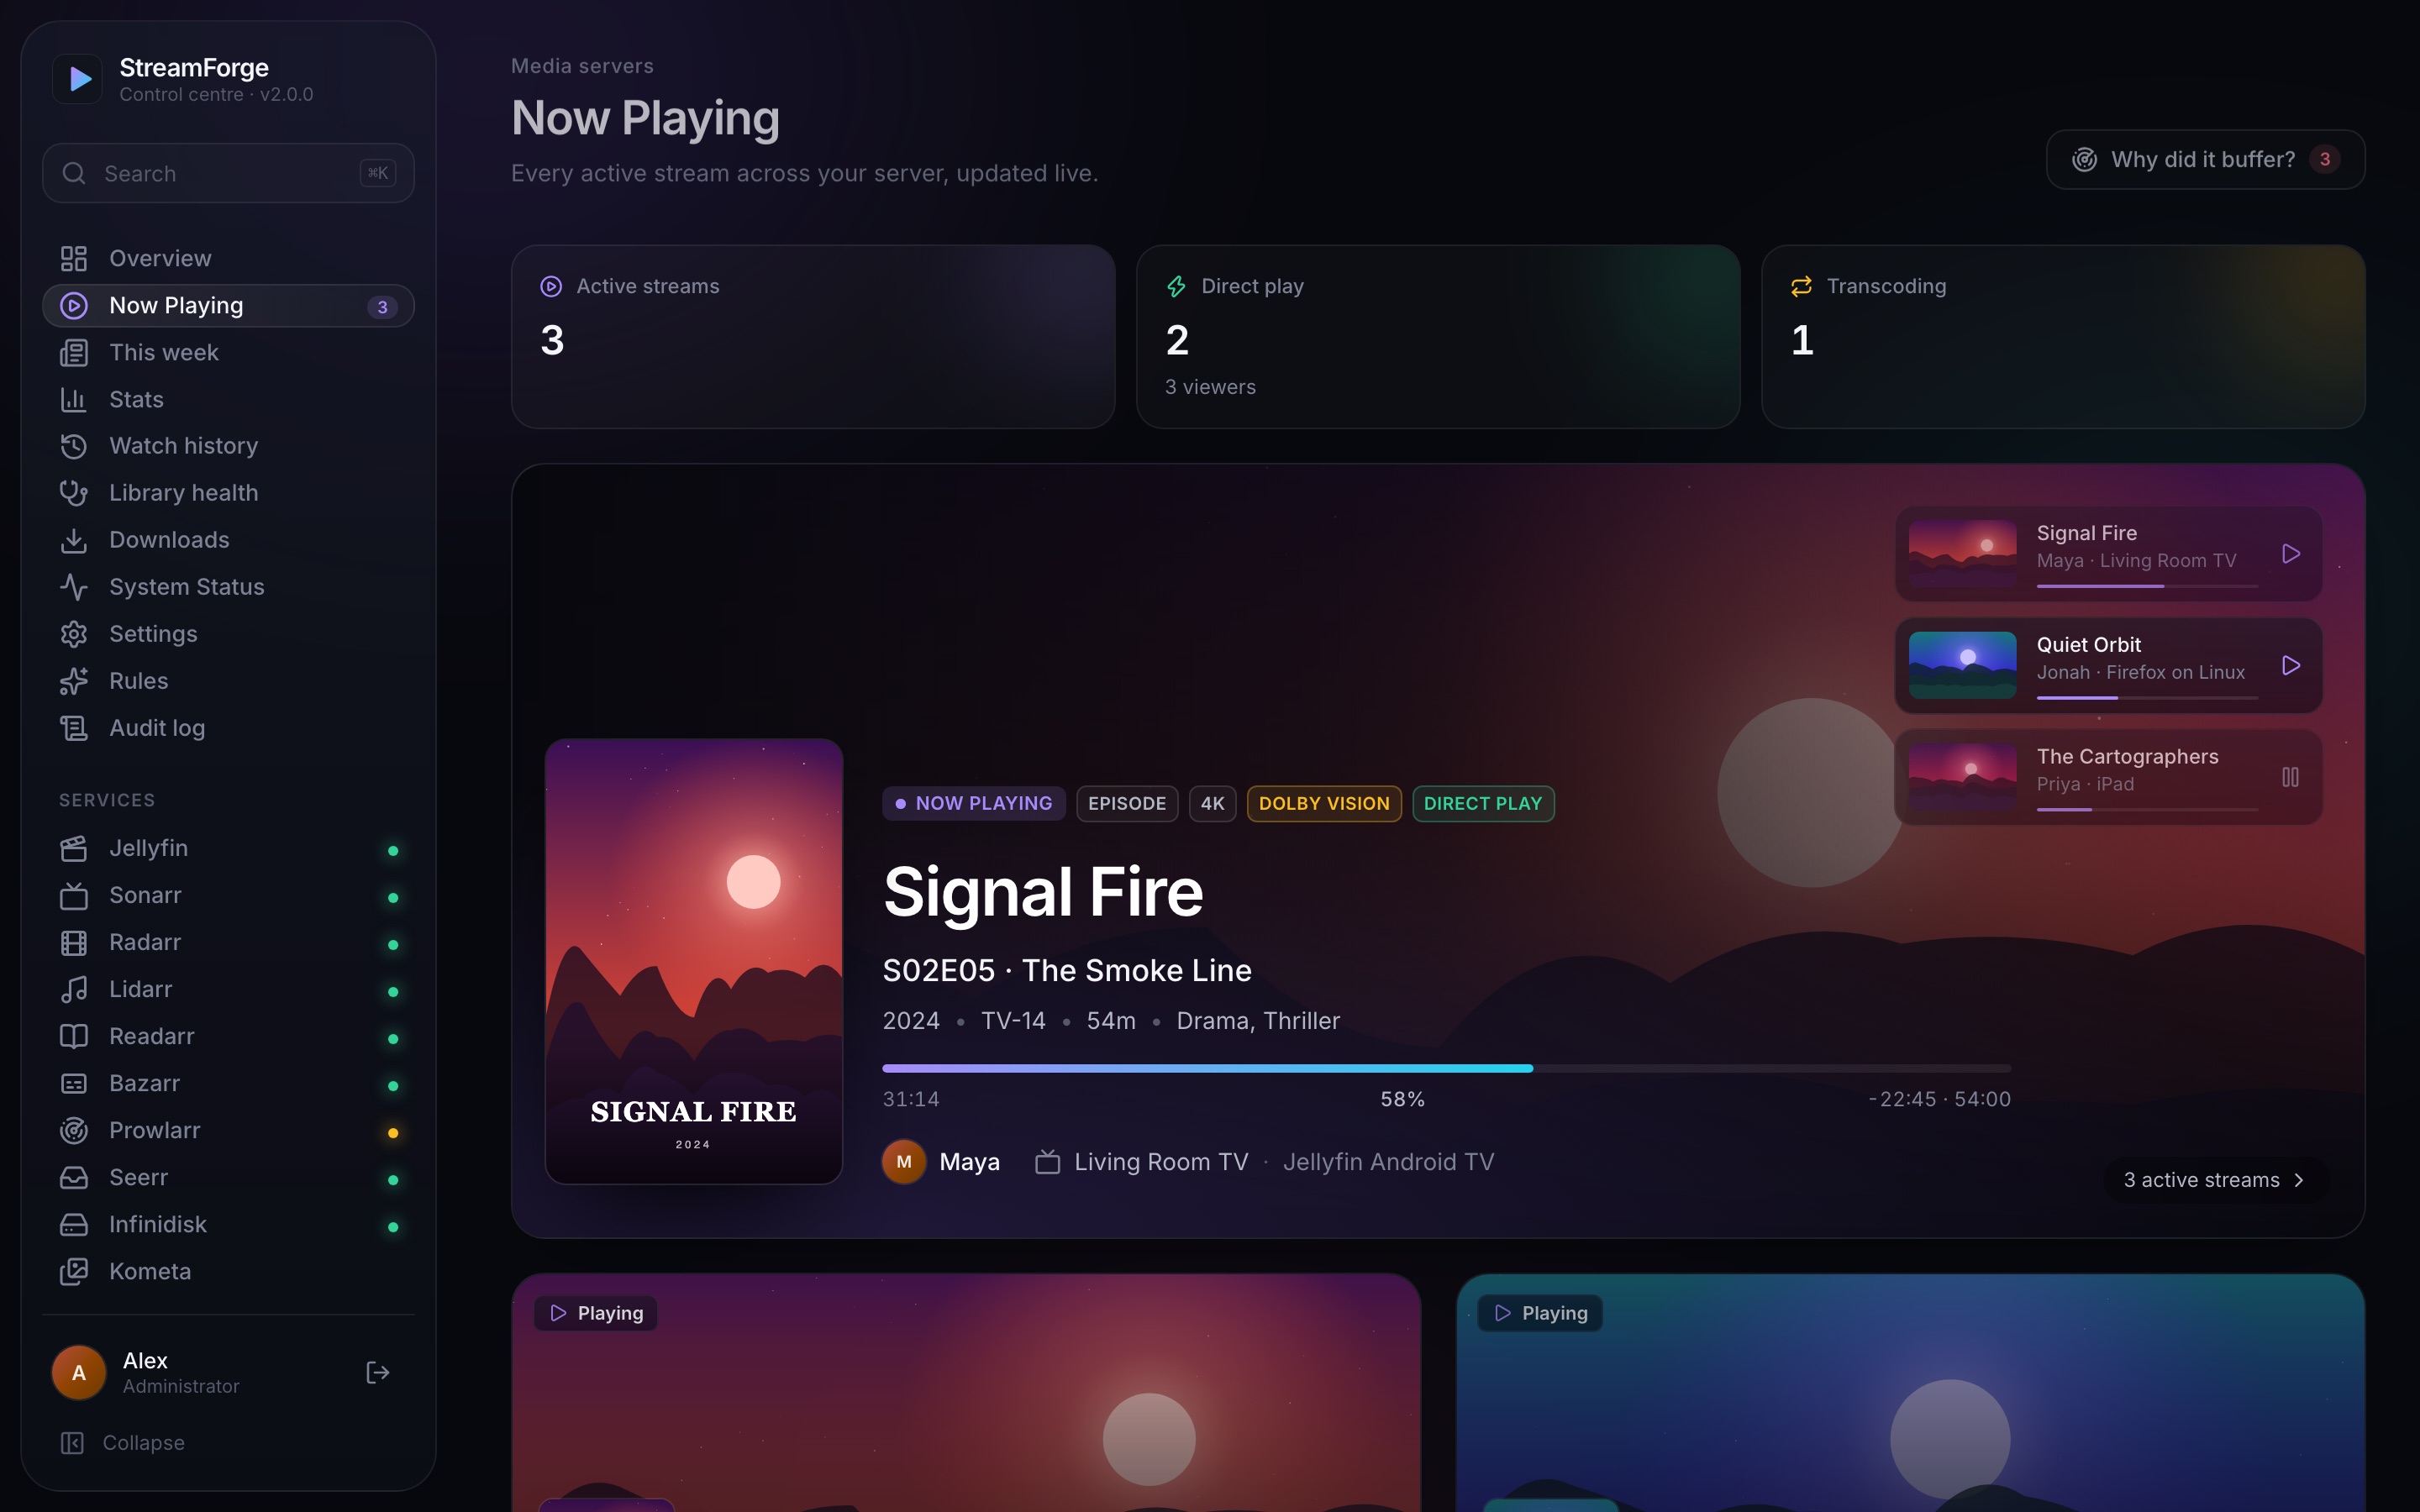 StreamForge
Control centre · v2.0.0
Search
⌘K
Overview
Now Playing
3
This week
Stats
Watch history
Library health
Downloads
System Status
Settings
Rules
Audit log
SERVICES
Jellyfin
Sonarr
Radarr
Lidarr
Readarr
Bazarr
Prowlarr
Seerr
Infinidisk
Kometa
A
Alex
Administrator
Collapse
Media servers
Now Playing
Every active stream across your server, updated live.
Why did it buffer? 3
Active streams
3
Direct play
2
3 viewers
Transcoding
1
Signal Fire
Maya · Living Room TV
Quiet Orbit
Jonah · Firefox on Linux
The Cartographers
Priya · iPad
SIGNAL FIRE
2024
NOW PLAYING EPISODE 4K DOLBY VISION DIRECT PLAY
Signal Fire
S02E05 · The Smoke Line
2024 • TV-14 • 54m • Drama, Thriller
31:14 58% -22:45 · 54:00
M Maya Living Room TV · Jellyfin Android TV
3 active streams
Playing
Playing